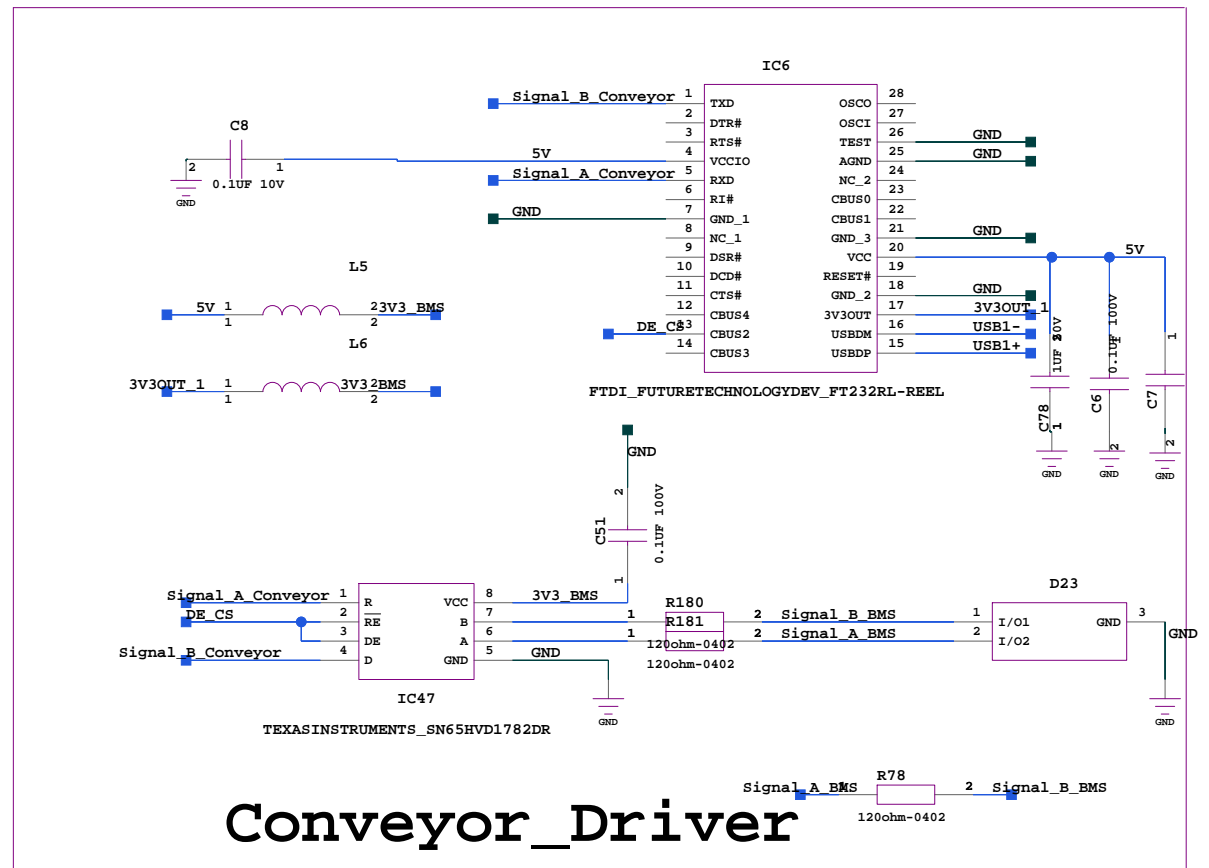 IC6
Signal_B_Conveyor 1 TXD OSCO 28
2 DTR# OSCI 27
3 RTS# TEST 26 GND
5V 4 VCCIO AGND 25 GND
Signal_A_Conveyor 5 RXD NC_2 24
6 RI# CBUS0 23
GND 7 GND_1 CBUS1 22
8 NC_1 GND_3 21 GND
9 DSR# VCC 20 5V
10 DCD# RESET# 19
11 CTS# GND_2 18 GND
12 CBUS4 3V3OUT 17 3V3OUT_1
DE_CS 13 CBUS2 USBDM 16 USB1-
14 CBUS3 USBDP 15 USB1+
FTDI_FUTURETECHNOLOGYDEV_FT232RL-REEL
C8
2 1
0.1UF 10V
GND
L5
5V 1 2 3V3_BMS
1 2
L6
3V3OUT_1 1 2 3V3_BMS
1 2
C78 1
GND
C6 0.1UF 100V 2
GND
C7 1 2
GND
GND
2
C51 0.1UF 100V
1
Signal_A_Conveyor 1 R VCC 8 3V3_BMS
DE_CS 2 RE B 7
3 DE A 6
Signal_B_Conveyor 4 D GND 5 GND
IC47
TEXASINSTRUMENTS_SN65HVD1782DR
GND
R180
1 2 Signal_B_BMS
R181
1 2 Signal_A_BMS
120ohm-0402
120ohm-0402
D23
1 I/O1 GND 3 GND
2 I/O2
GND
R78
Signal_A_BMS 2 Signal_B_BMS
120ohm-0402
Conveyor_Driver